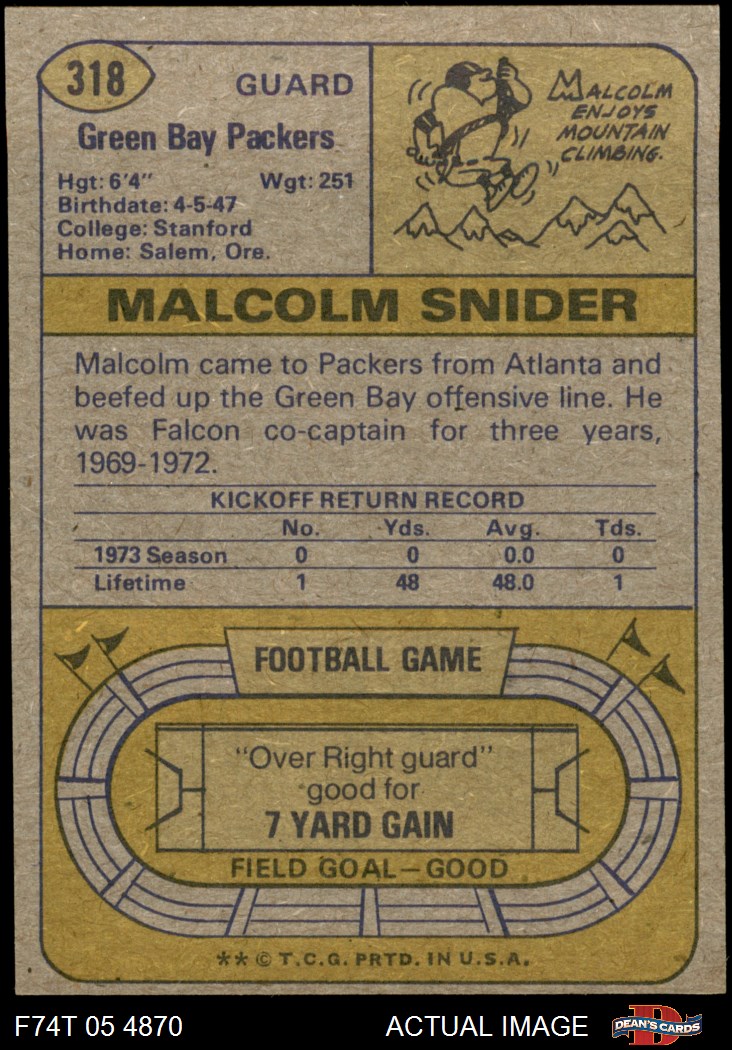 318
GUARD
Green Bay Packers
Hgt: 6'4" Wgt: 251
Birthdate: 4-5-47
College: Stanford
Home: Salem, Ore.
MALCOLM
ENJOYS
MOUNTAIN
CLIMBING.
MALCOLM SNIDER
Malcolm came to Packers from Atlanta and
beefed up the Green Bay offensive line. He
was Falcon co-captain for three years,
1969-1972.
KICKOFF RETURN RECORD
No. Yds. Avg. Tds.
1973 Season 0 0 0.0 0
Lifetime 1 48 48.0 1
FOOTBALL GAME
"Over Right guard"
good for
7 YARD GAIN
FIELD GOAL—GOOD
** © T.C.G. PRTD. IN U.S.A.
F74T 05 4870 ACTUAL IMAGE
D
DEAN'S CARDS